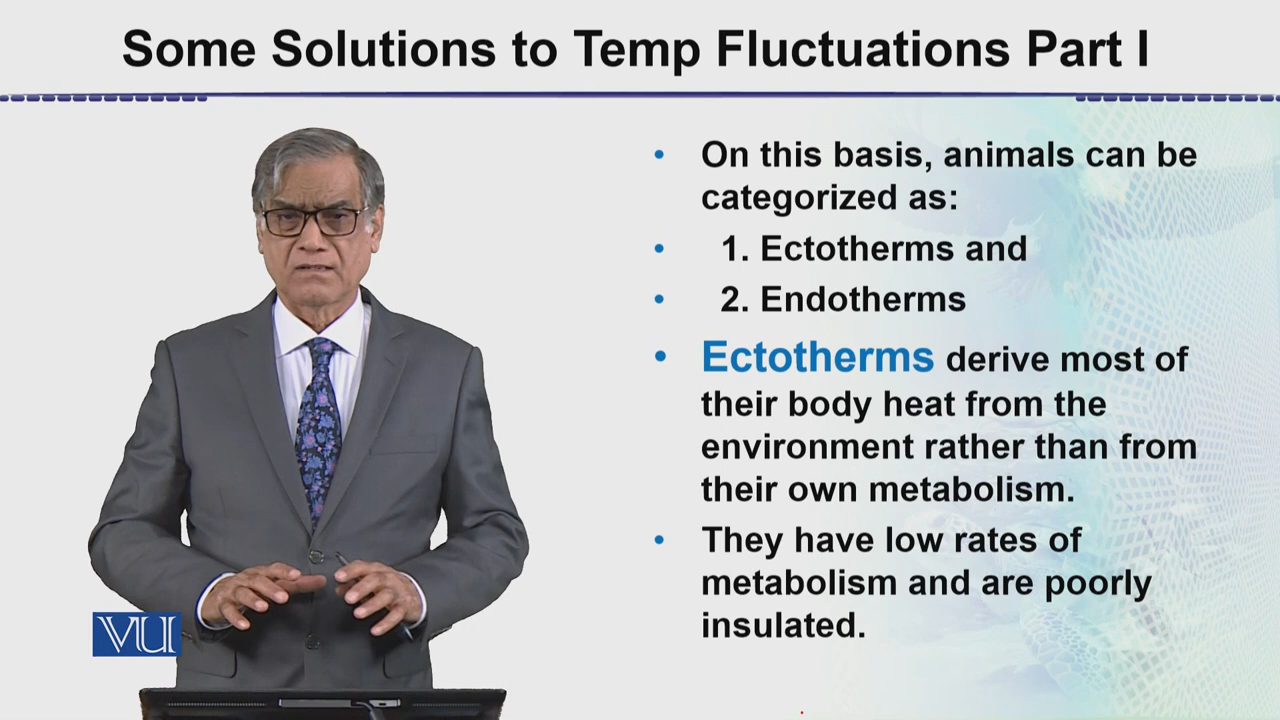 Some Solutions to Temp Fluctuations Part I
• On this basis, animals can be
categorized as:
• 1. Ectotherms and
• 2. Endotherms
• Ectotherms derive most of
their body heat from the
environment rather than from
their own metabolism.
• They have low rates of
metabolism and are poorly
insulated.
VU